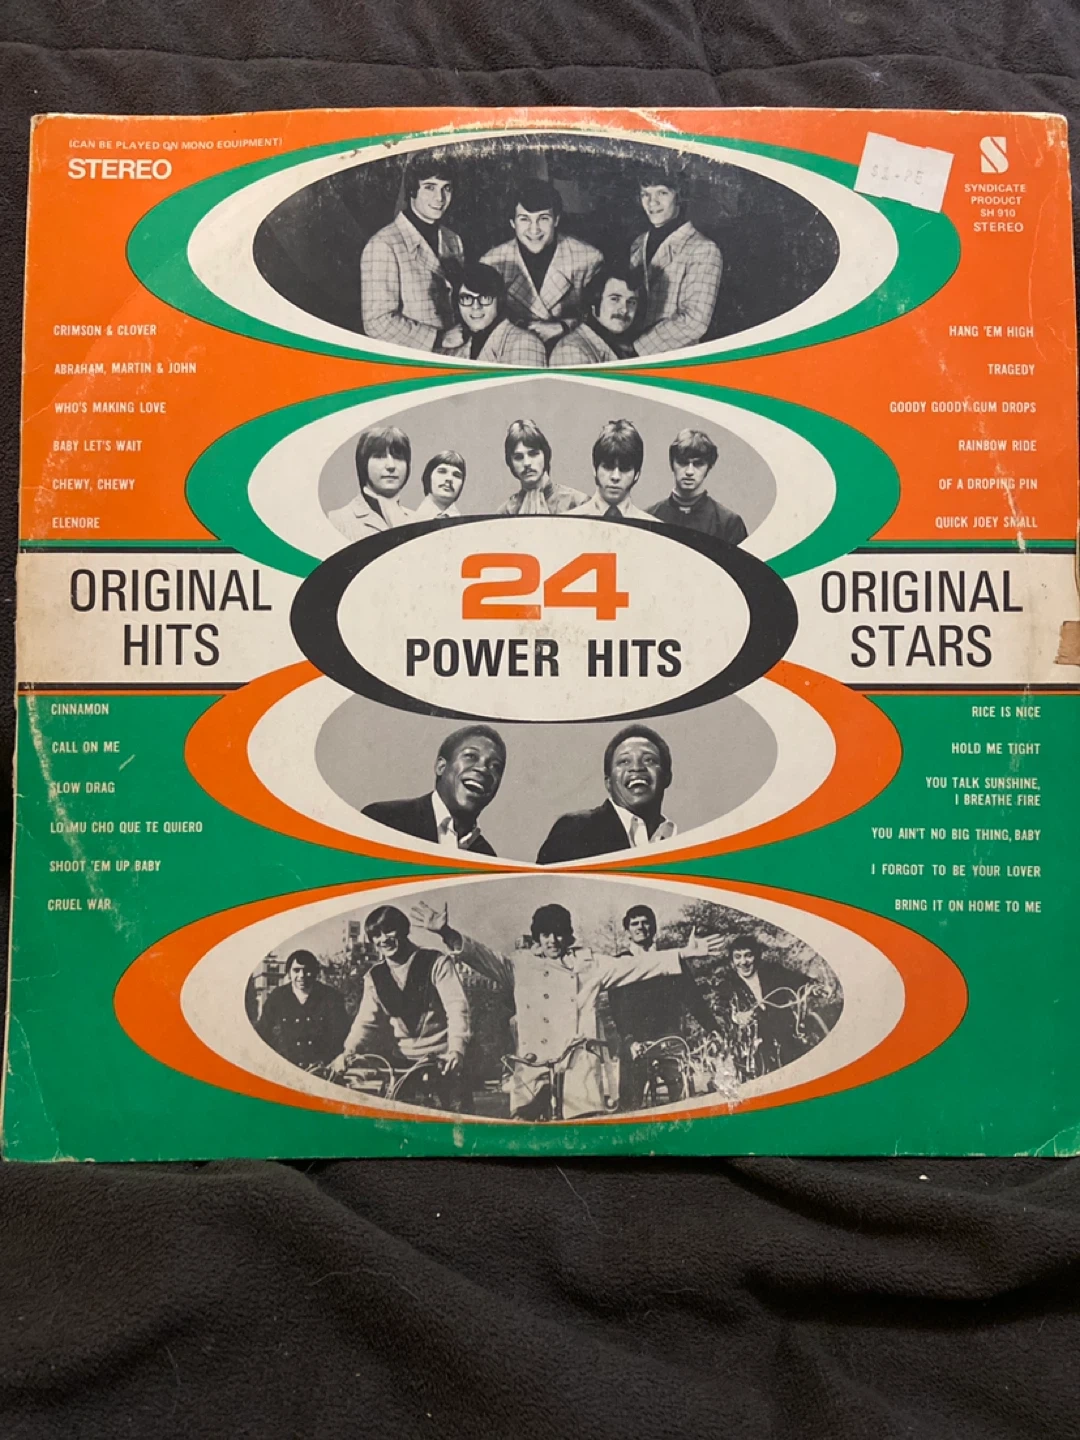 (CAN BE PLAYED ON MONO EQUIPMENT)
STEREO
S
SYNDICATE
PRODUCT
SH 910
STEREO
CRIMSON & CLOVER
ABRAHAM, MARTIN & JOHN
WHO'S MAKING LOVE
BABY LET'S WAIT
CHEWY, CHEWY
ELENORE
HANG 'EM HIGH
TRAGEDY
GOODY GOODY GUM DROPS
RAINBOW RIDE
OF A DROPING PIN
QUICK JOEY SMALL
ORIGINAL
HITS
24
POWER HITS
ORIGINAL
STARS
CINNAMON
CALL ON ME
SLOW DRAG
LO MU CHO QUE TE QUIERO
SHOOT 'EM UP BABY
CRUEL WAR
RICE IS NICE
HOLD ME TIGHT
YOU TALK SUNSHINE,
I BREATHE FIRE
YOU AIN'T NO BIG THING, BABY
I FORGOT TO BE YOUR LOVER
BRING IT ON HOME TO ME